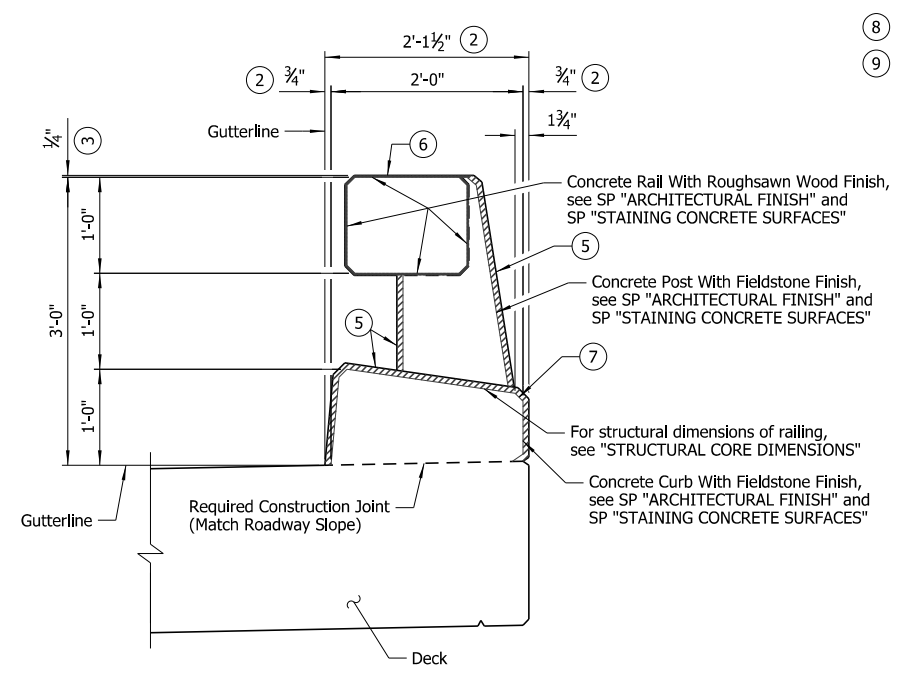 8
2'-1½" 2
9
2 ¾" 2'-0" ¾" 2
1¾"
Gutterline
¼" 3
6
Concrete Rail With Roughsawn Wood Finish,
see SP "ARCHITECTURAL FINISH" and
SP "STAINING CONCRETE SURFACES"
1'-0"
5
Concrete Post With Fieldstone Finish,
see SP "ARCHITECTURAL FINISH" and
SP "STAINING CONCRETE SURFACES"
3'-0"
1'-0"
5
7
1'-0"
For structural dimensions of railing,
see "STRUCTURAL CORE DIMENSIONS"
Concrete Curb With Fieldstone Finish,
see SP "ARCHITECTURAL FINISH" and
SP "STAINING CONCRETE SURFACES"
Gutterline
Required Construction Joint
(Match Roadway Slope)
Deck